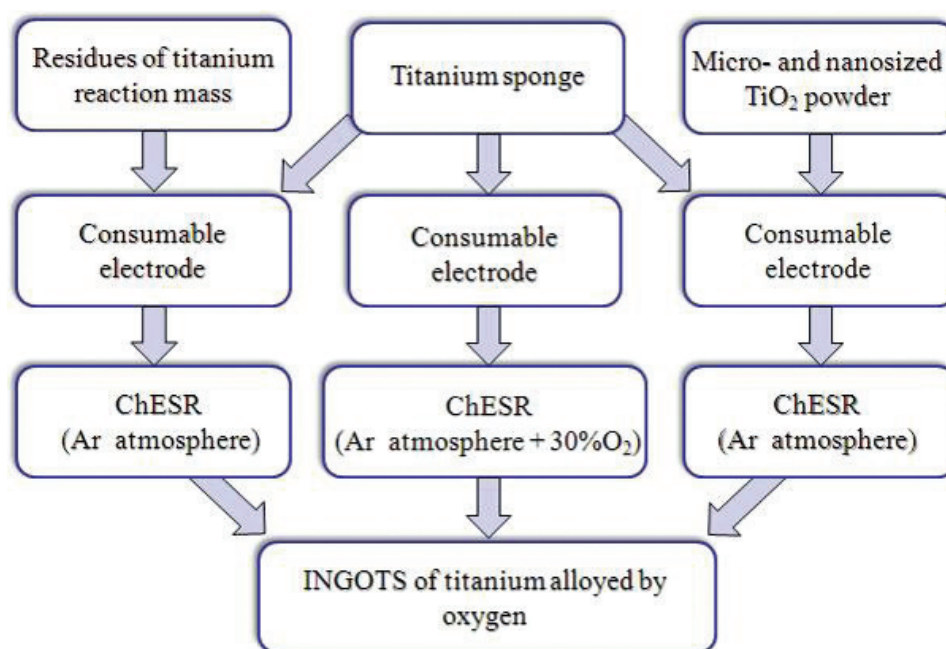 Residues of titanium
reaction mass
Titanium sponge
Micro- and nanosized
TiO₂ powder
Consumable
electrode
Consumable
electrode
Consumable
electrode
ChESR
(Ar atmosphere)
ChESR
(Ar atmosphere + 30%O₂)
ChESR
(Ar atmosphere)
INGOTS of titanium alloyed by
oxygen